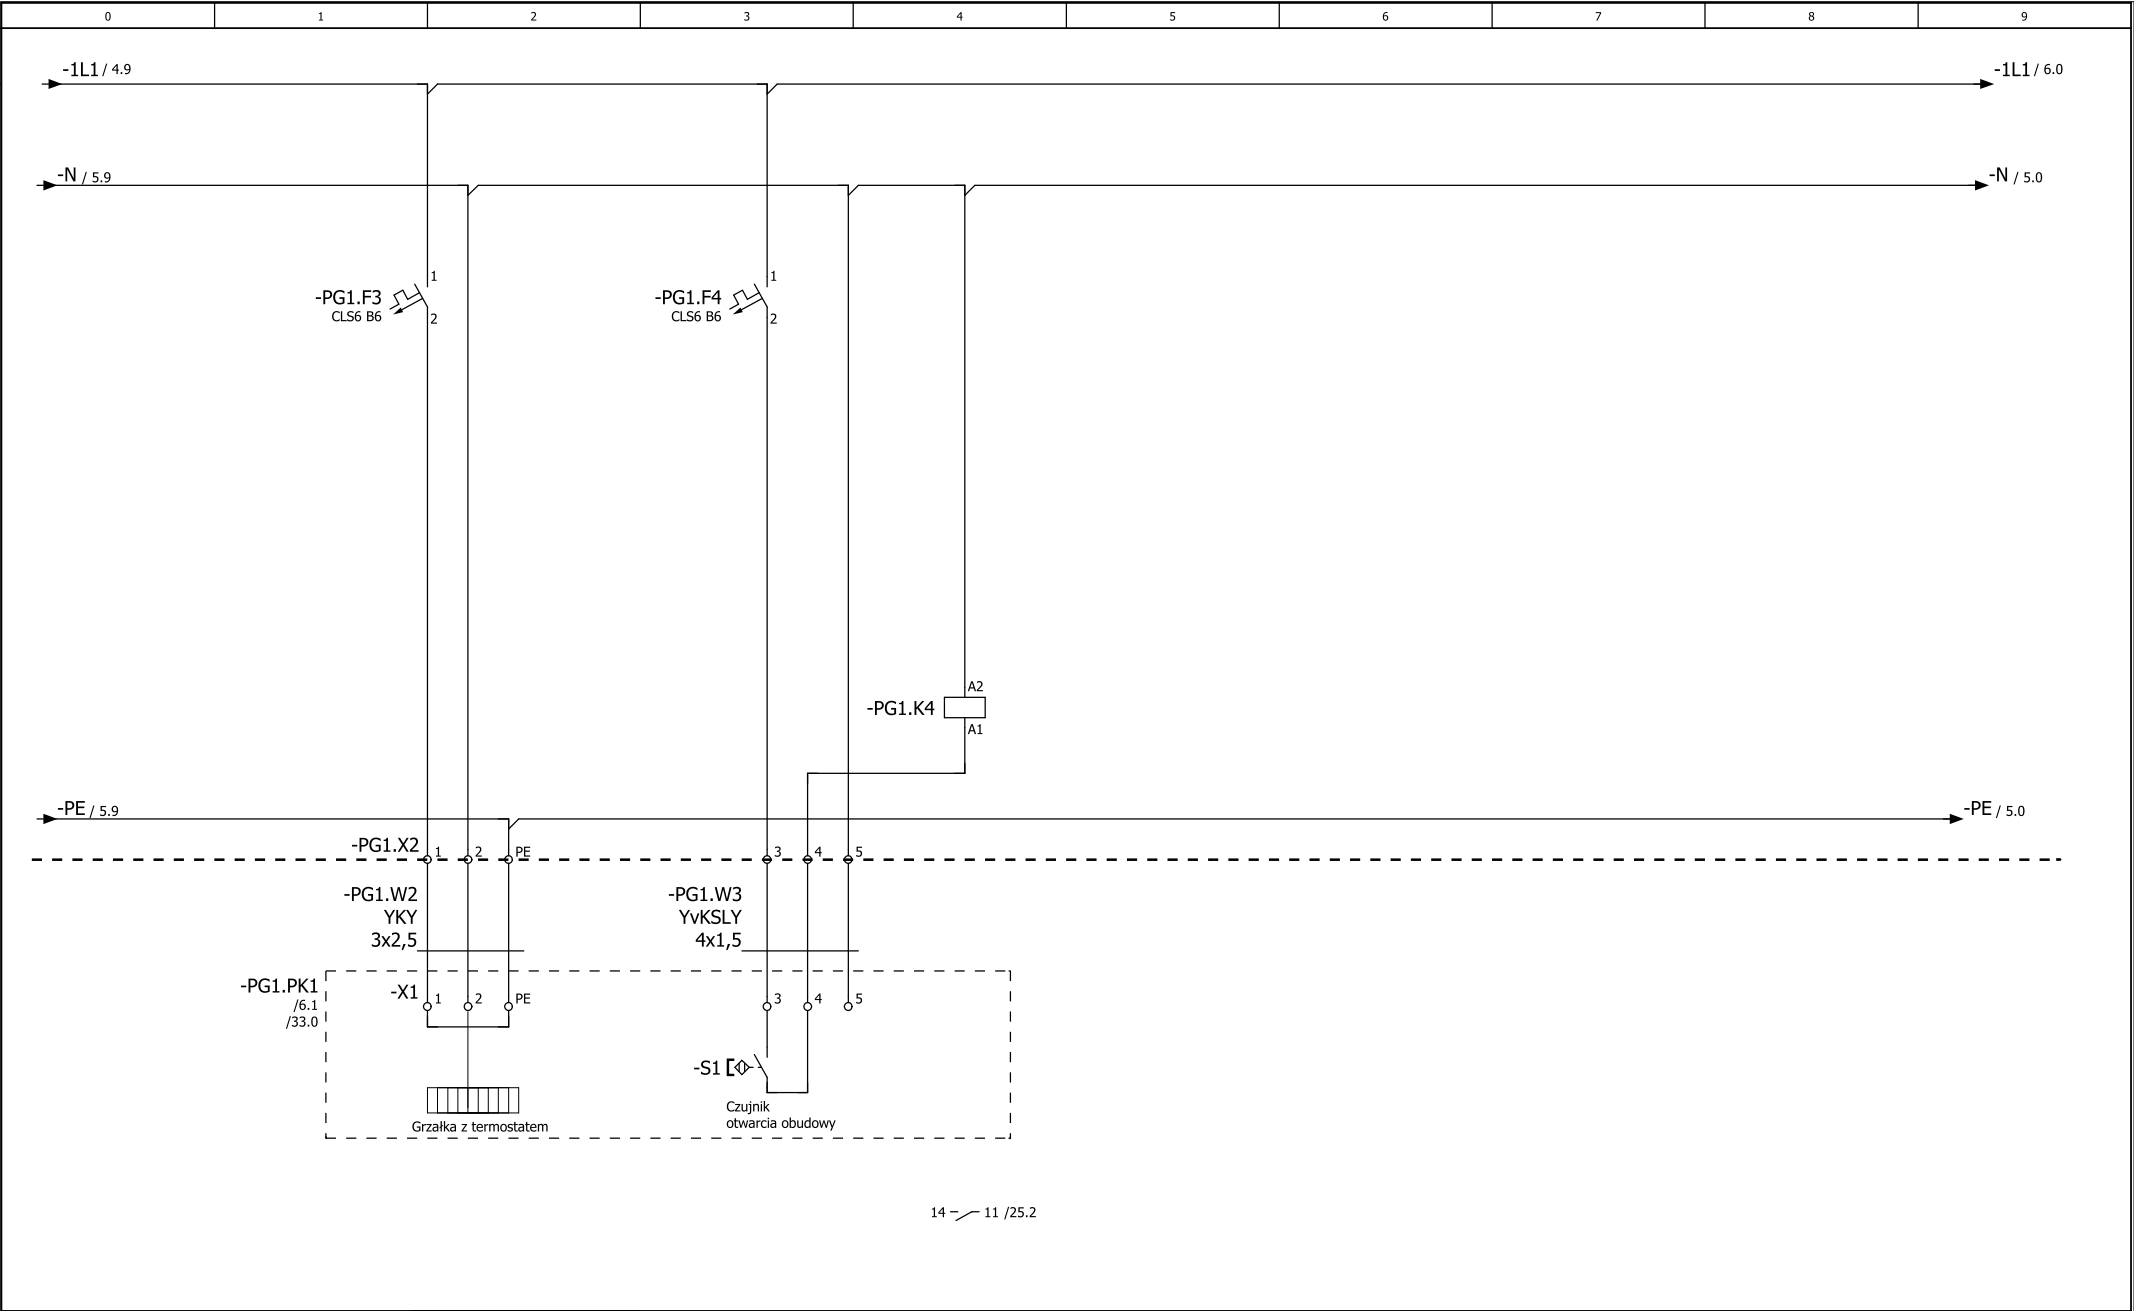 0 1 2 3 4 5 6 7 8 9
-1L1 / 4.9
-1L1 / 6.0
-N / 5.9
-N / 5.0
1
-PG1.F3
CLS6 B6
2
1
-PG1.F4
CLS6 B6
2
A2
-PG1.K4
A1
-PE / 5.9
-PE / 5.0
-PG1.X2
1 2 PE 3 4 5
-PG1.W2
YKY
3x2,5
-PG1.W3
YvKSLY
4x1,5
-PG1.PK1
/6.1
/33.0
-X1
1 2 PE 3 4 5
-S1
Grzałka z termostatem
Czujnik
otwarcia obudowy
14 11 /25.2